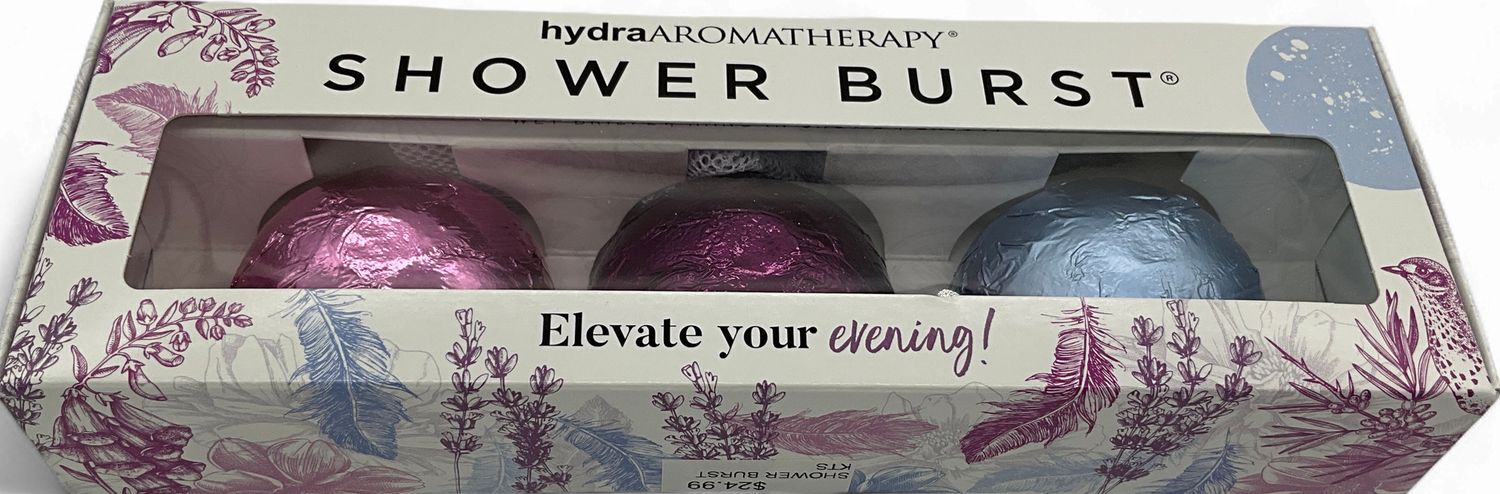 hydraAROMATHERAPY®
SHOWER BURST®
Elevate your evening!
$24.99
SHOWER BURST
KTS